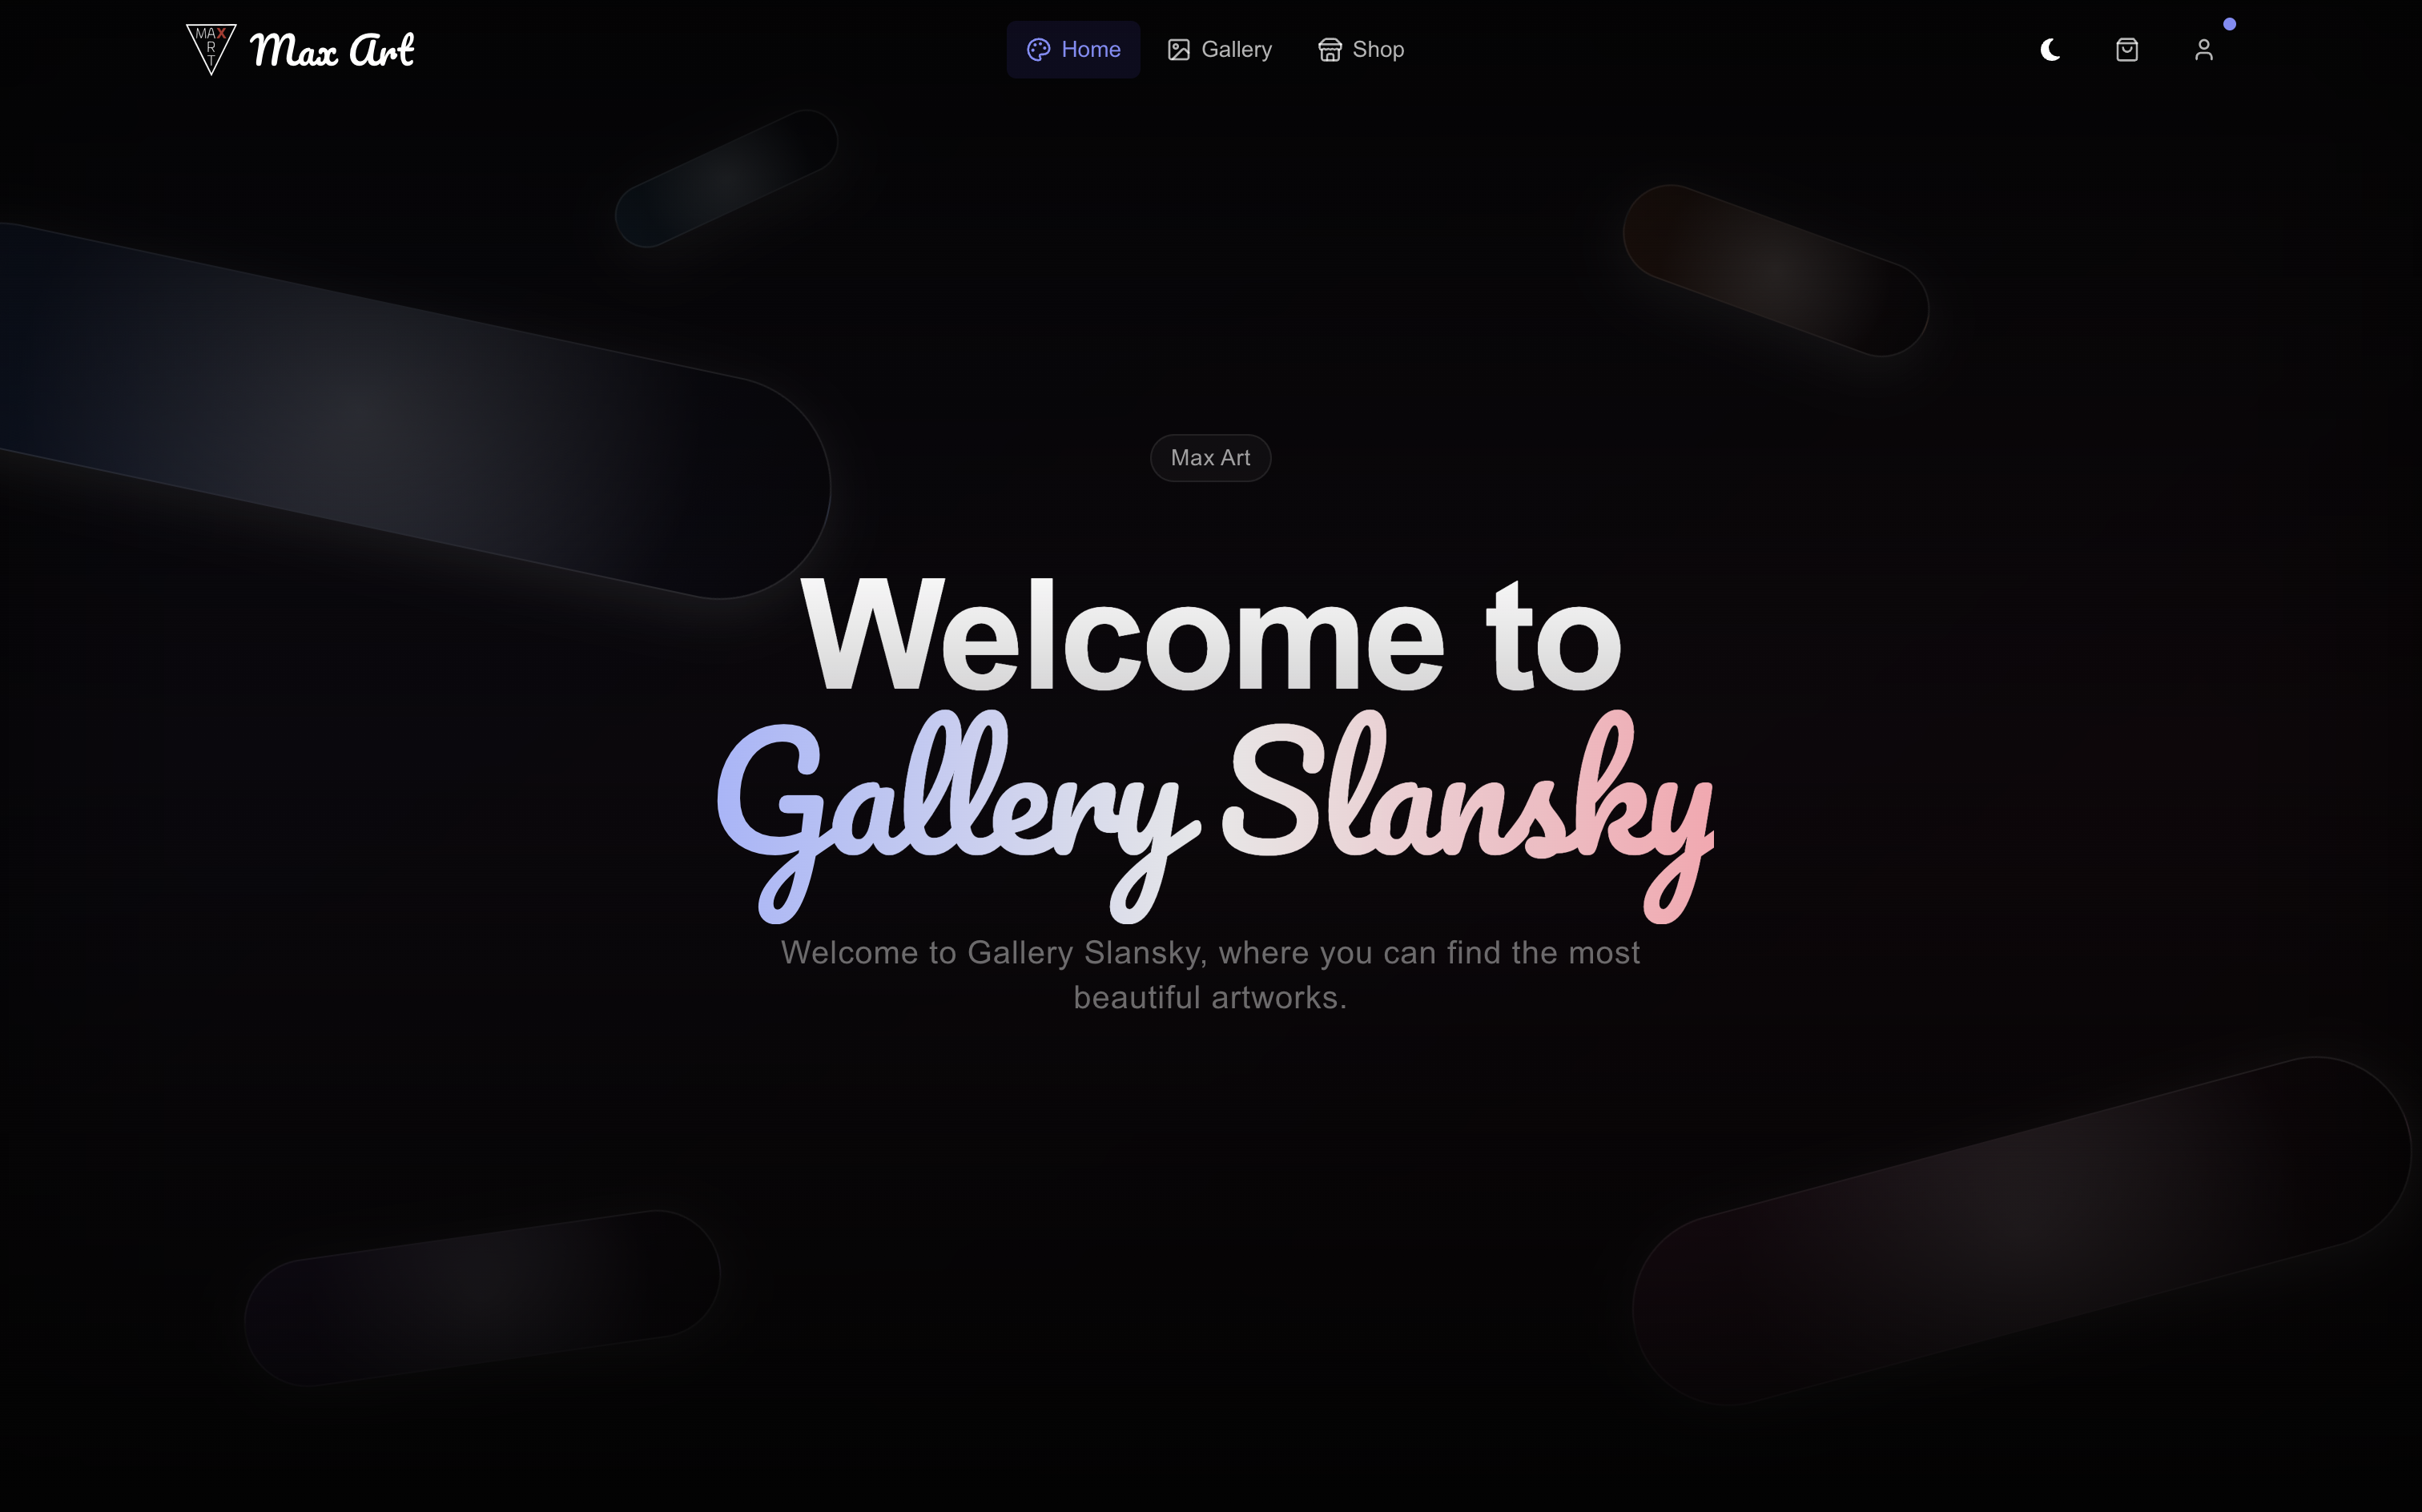 MAX
R
T
Max Art
Home
Gallery
Shop
Max Art
Welcome to
Gallery Slansky
Welcome to Gallery Slansky, where you can find the most
beautiful artworks.